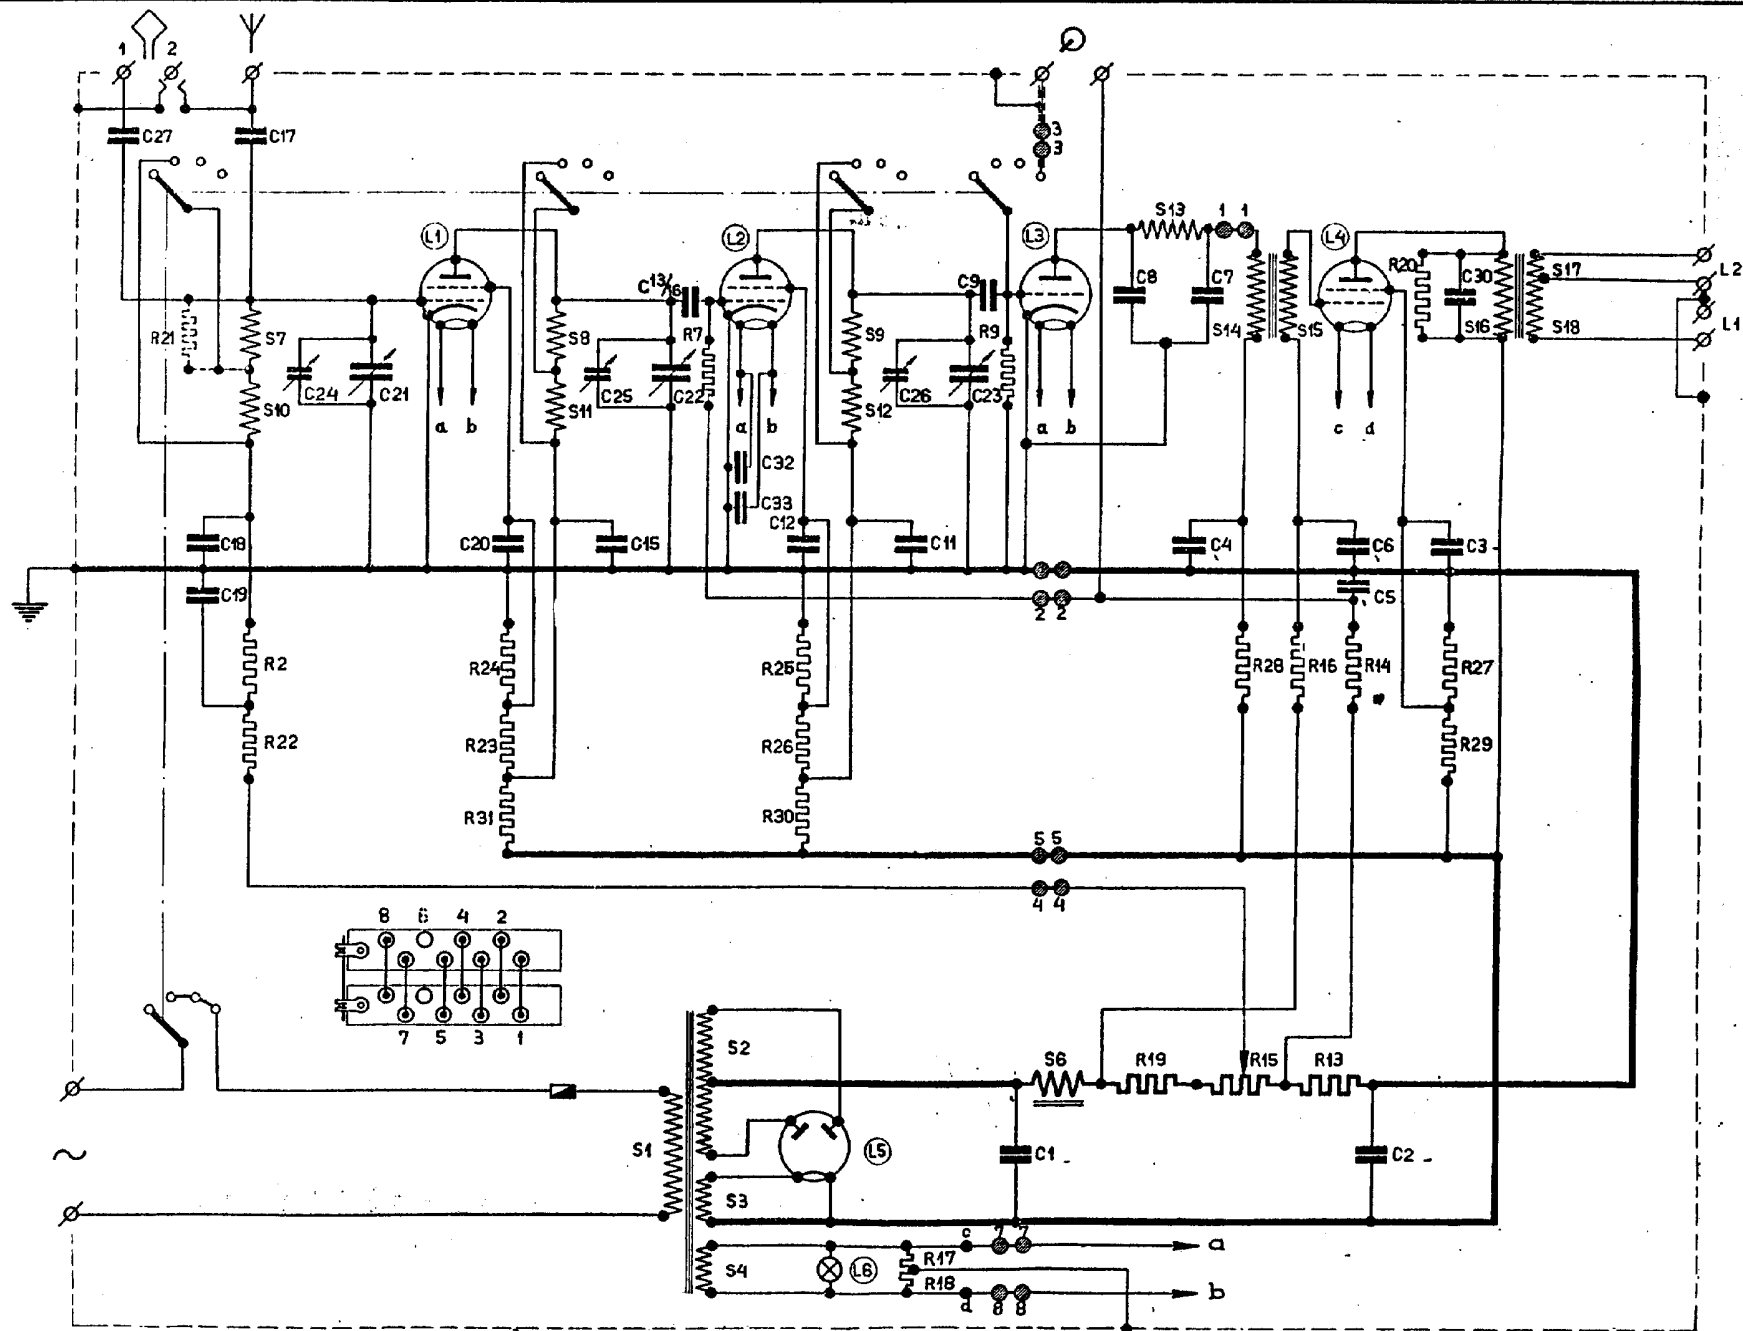 1 2
C27 C17
3
3
L1 L2 L3 S13 1 1 L4
C13/16 C9 C8 C7 R20 C30 S17 L2
R21 S7 S8 R7 S9 R9 S14 S15 S16 S18 L1
C24 C21 C25 C22 C26 C23
S10 S11 S12
a b a b a b c d
C32
C33
C18 C20 C15 C12 C11 C4 C6 C3
C19 C5
2 2
R2 R24 R25 R28 R16 R14 R27
R22 R23 R26 R29
R31 R30
5 5
4 4
8 6 4 2
7 5 3 1
S2 S6 R19 R15 R13
S1 L5 C1 C2
S3
c 7 7 a
S4 L6 R17
R18
d 8 8 b